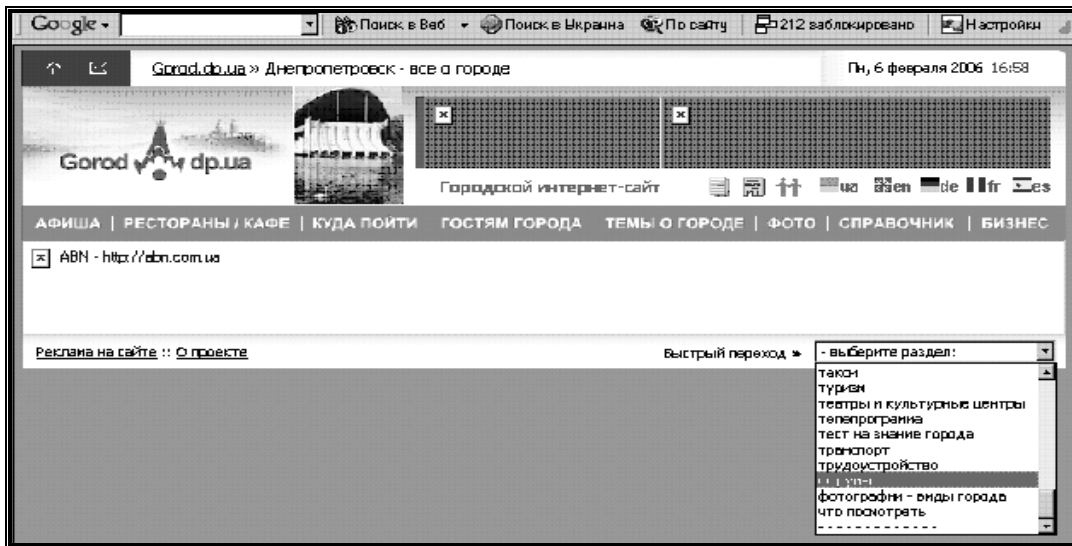 Google
Поиск в Веб
Поиск в Украина
По сайту
212 заблокировано
Настройки
Gorod.dp.ua » Днепропетровск - все о городе
Пн, 6 февраля 2006 16:58
Gorod dp.ua
Городской интернет-сайт
ua en de fr es
АФИША | РЕСТОРАНЫ / КАФЕ | КУДА ПОЙТИ ГОСТЯМ ГОРОДА ТЕМЫ О ГОРОДЕ | ФОТО | СПРАВОЧНИК | БИЗНЕС
ABN - http://abn.com.ua
Реклама на сайте :: О проекте
Быстрый переход »
- выберите раздел:
такси
туризм
театры и культурные центры
телепрограмма
тест на знание города
транспорт
трудоустройство
фотографии - виды города
что посмотреть
- - - - - - - - - - - - -